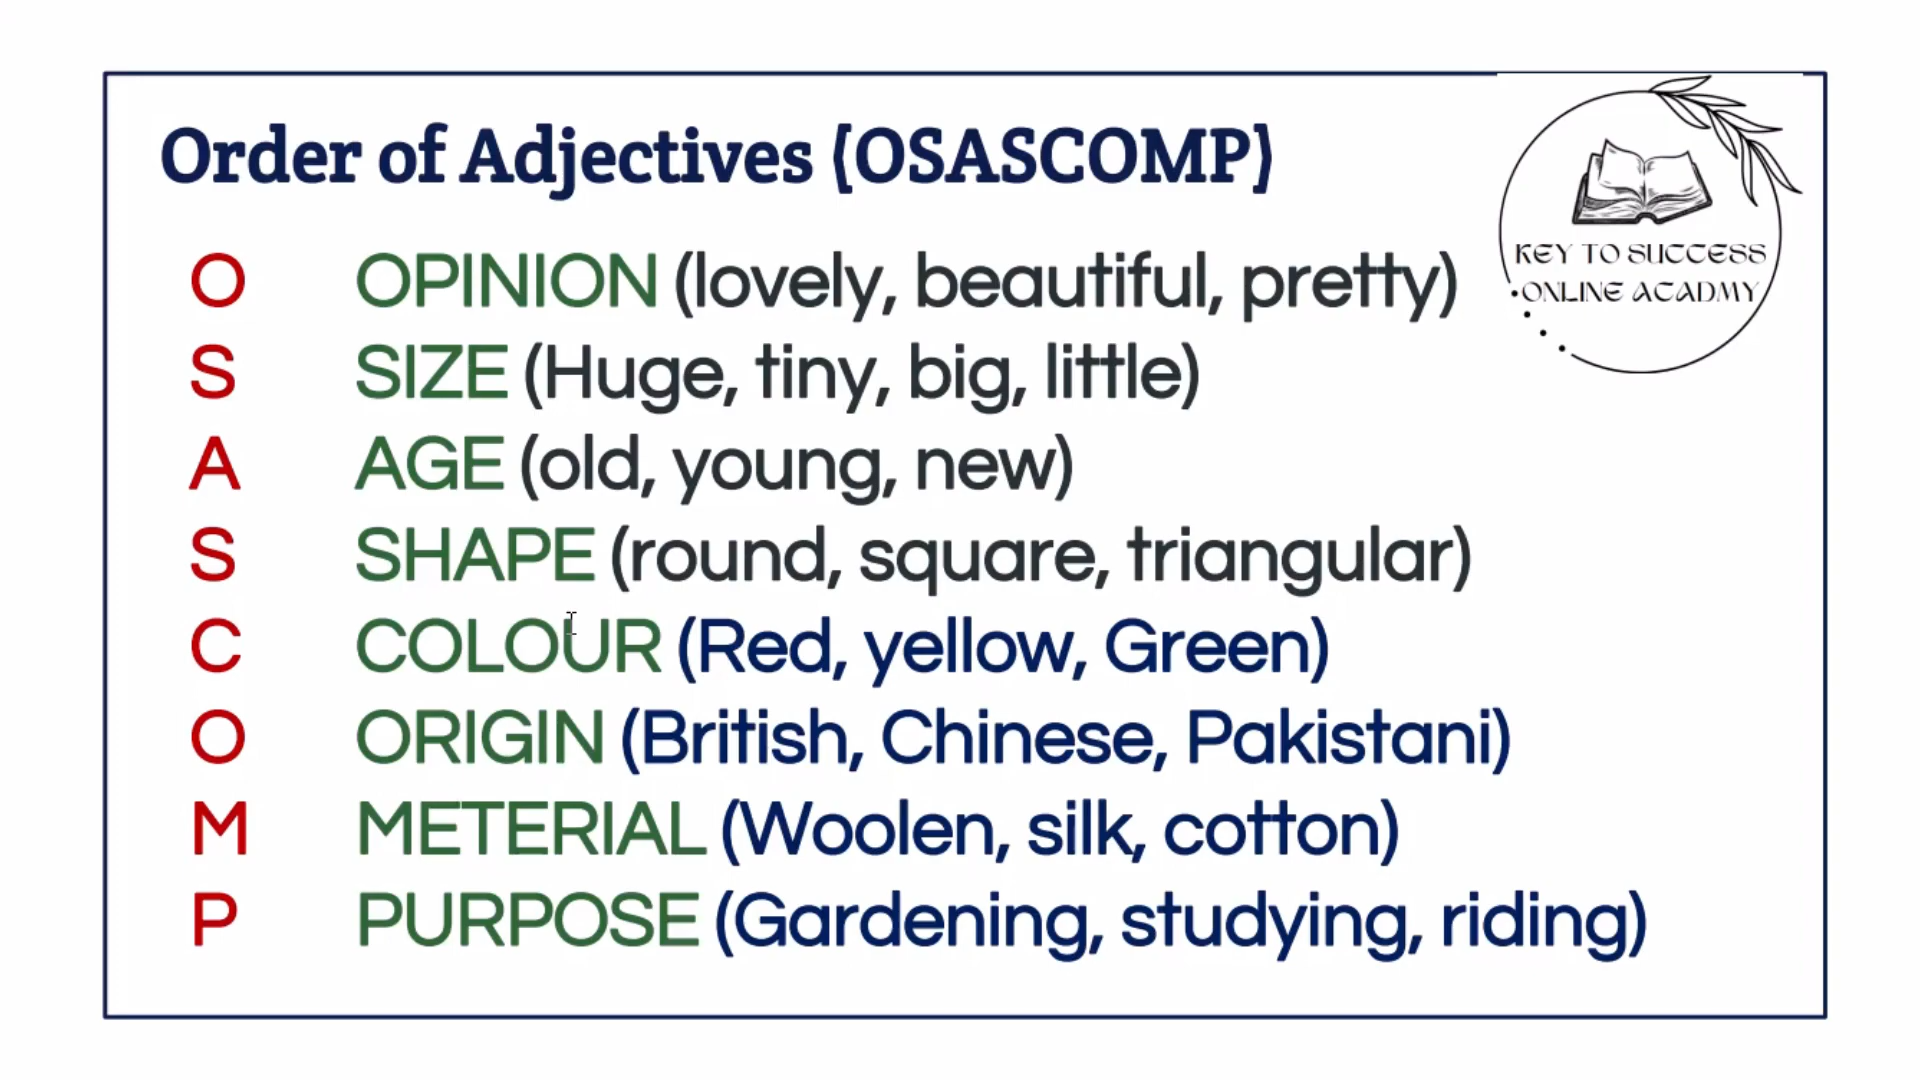 Order of Adjectives (OSASCOMP)
KEY TO SUCCESS
ONLINE ACADMY
O OPINION (lovely, beautiful, pretty)
S SIZE (Huge, tiny, big, little)
A AGE (old, young, new)
S SHAPE (round, square, triangular)
C COLOUR (Red, yellow, Green)
O ORIGIN (British, Chinese, Pakistani)
M METERIAL (Woolen, silk, cotton)
P PURPOSE (Gardening, studying, riding)